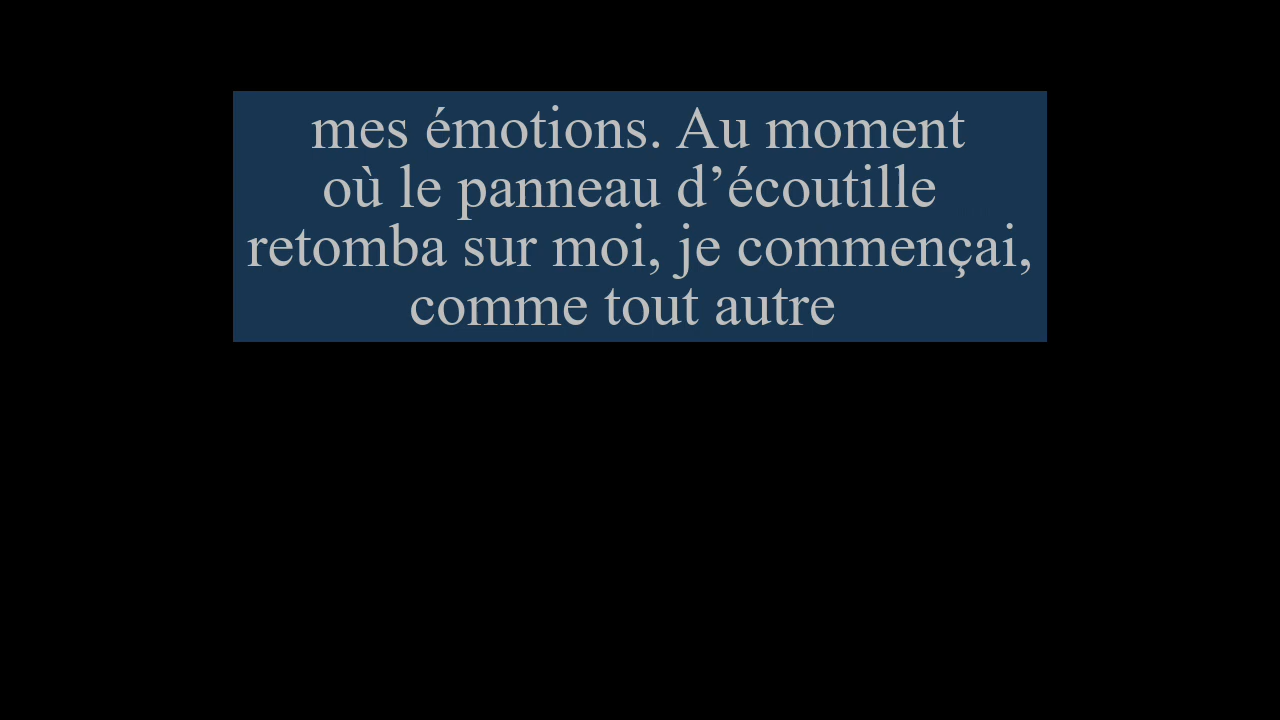 mes émotions. Au moment
où le panneau d’écoutille
retomba sur moi, je commençai,
comme tout autre